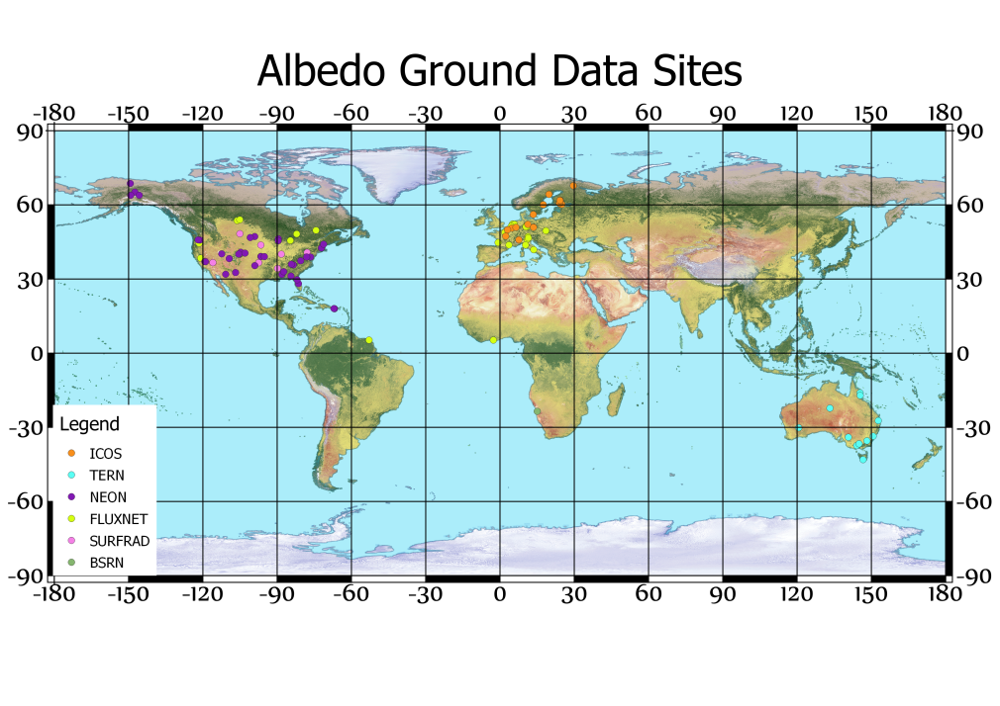 Albedo Ground Data Sites
-180 -150 -120 -90 -60 -30 0 30 60 90 120 150 180
90 90
60 60
30 30
0 0
Legend
-30 -30
ICOS
TERN
NEON
-60 -60
FLUXNET
SURFRAD
BSRN
-90 -90
-180 -150 -120 -90 -60 -30 0 30 60 90 120 150 180